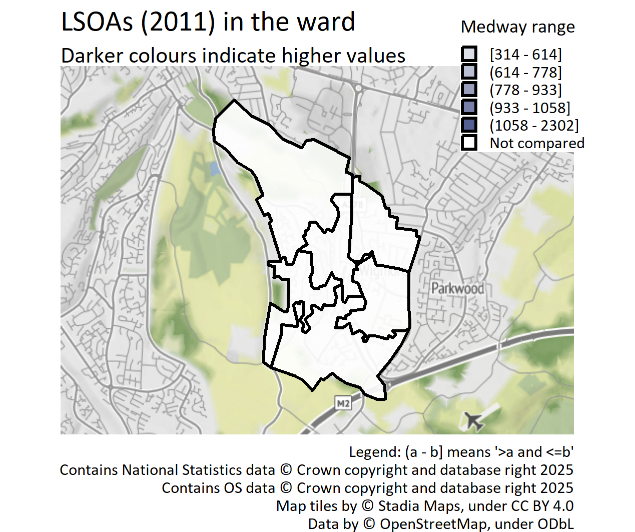 LSOAs (2011) in the ward
Darker colours indicate higher values
Medway range
[314 - 614]
(614 - 778]
(778 - 933]
(933 - 1058]
(1058 - 2302]
Not compared
Parkwood
M2
Legend: (a - b] means '>a and <=b'
Contains National Statistics data © Crown copyright and database right 2025
Contains OS data © Crown copyright and database right 2025
Map tiles by © Stadia Maps, under CC BY 4.0
Data by © OpenStreetMap, under ODbL